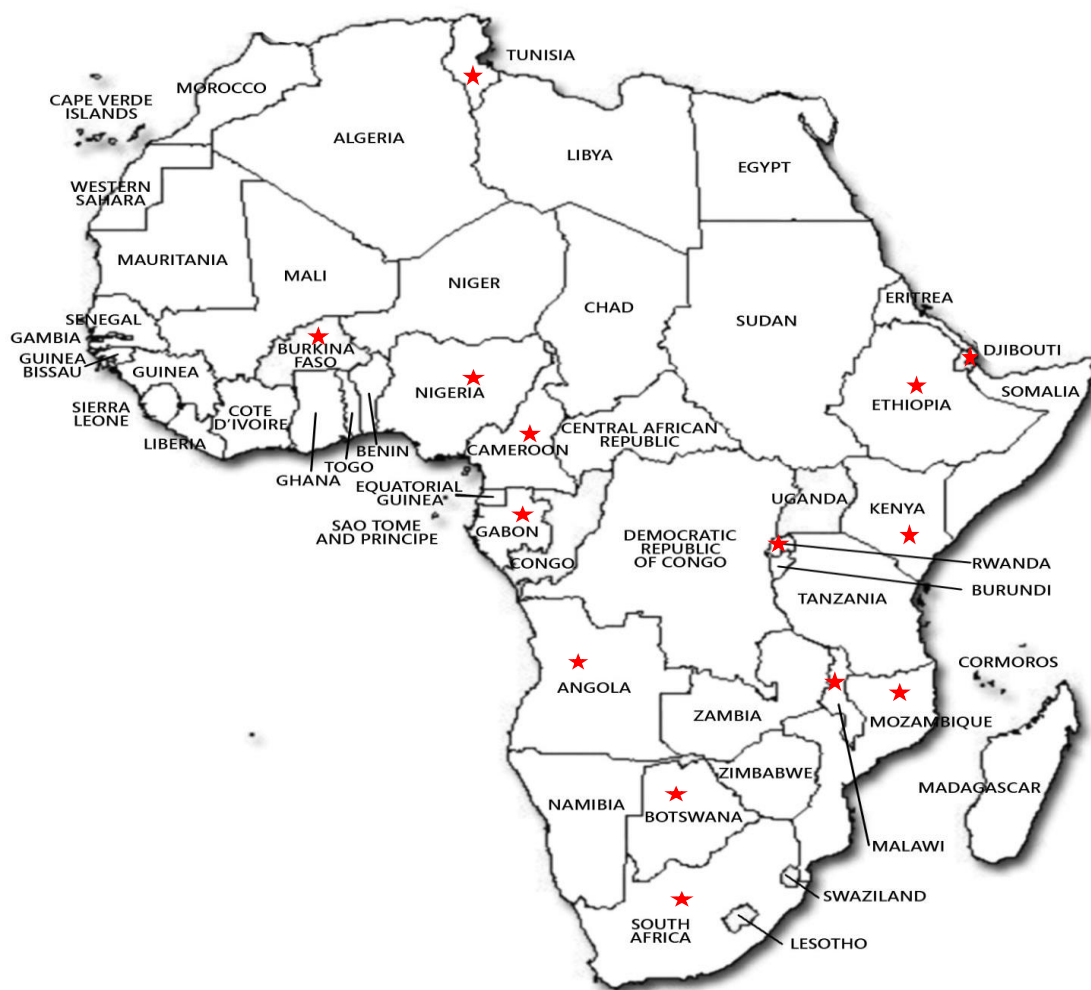 TUNISIA
MOROCCO
CAPE VERDE
ISLANDS
ALGERIA
LIBYA
EGYPT
WESTERN
SAHARA
MAURITANIA
MALI
NIGER
CHAD
SUDAN
ERITREA
SENEGAL
GAMBIA
GUINEA
BISSAU
GUINEA
BURKINA
FASO
NIGERIA
DJIBOUTI
SOMALIA
ETHIOPIA
SIERRA
LEONE
LIBERIA
COTE
D'IVOIRE
GHANA
TOGO
BENIN
CAMEROON
CENTRAL AFRICAN
REPUBLIC
EQUATORIAL
GUINEA
SAO TOME
AND PRINCIPE
GABON
CONGO
DEMOCRATIC
REPUBLIC
OF CONGO
UGANDA
KENYA
RWANDA
BURUNDI
TANZANIA
CORMOROS
ANGOLA
ZAMBIA
MOZAMBIQUE
ZIMBABWE
MADAGASCAR
NAMIBIA
BOTSWANA
MALAWI
SWAZILAND
SOUTH
AFRICA
LESOTHO